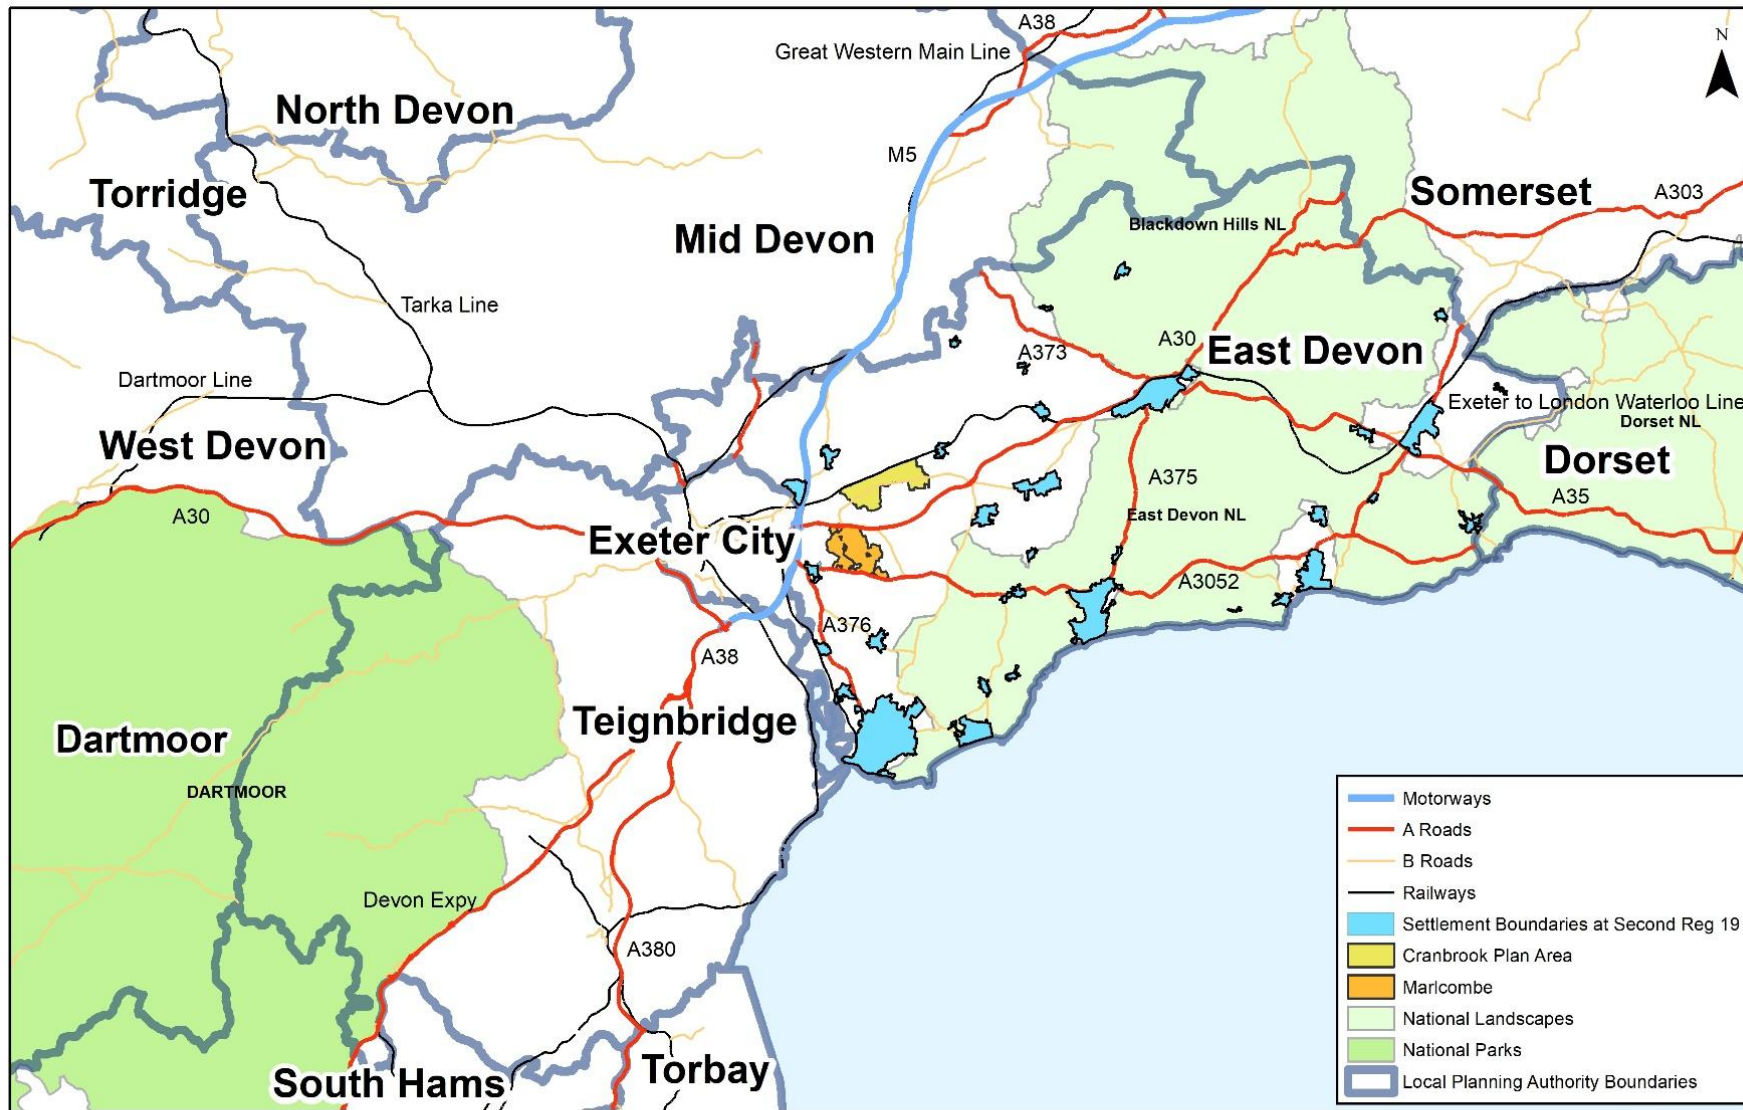 A38
Great Western Main Line
N
North Devon
M5
Torridge
Somerset
A303
Blackdown Hills NL
Mid Devon
Tarka Line
A30
A373
East Devon
Dartmoor Line
Exeter to London Waterloo Line
Dorset NL
West Devon
Dorset
A375
A35
A30
East Devon NL
Exeter City
A3052
A376
A38
Teignbridge
Dartmoor
DARTMOOR
Devon Expy
A380
South Hams
Torbay
Motorways
A Roads
B Roads
Railways
Settlement Boundaries at Second Reg 19
Cranbrook Plan Area
Marlcombe
National Landscapes
National Parks
Local Planning Authority Boundaries